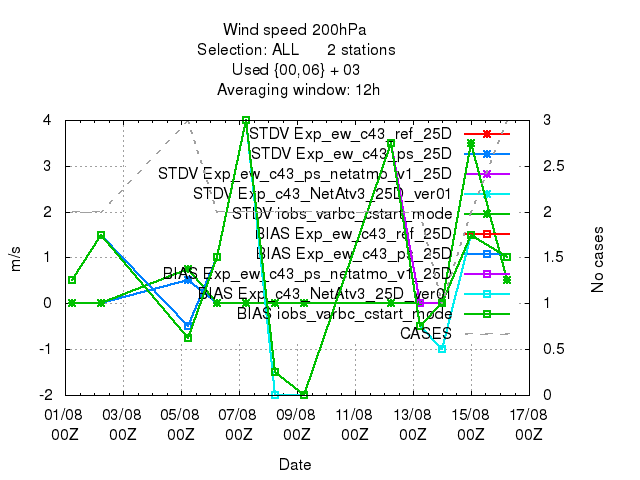 Wind speed 200hPa
Selection: ALL 2 stations
Used {00,06} + 03
Averaging window: 12h
4
3
2
1
0
-1
-2
m/s
3
2.5
2
1.5
1
0.5
0
No cases
STDV Exp_ew_c43_ref_25D
STDV Exp_ew_c43_ps_25D
STDV Exp_ew_c43_ps_netatmo_v1_25D
STDV Exp_c43_NetAtv3_25D_ver01
STDV iobs_varbc_cstart_mode
BIAS Exp_ew_c43_ref_25D
BIAS Exp_ew_c43_ps_25D
BIAS Exp_ew_c43_ps_netatmo_v1_25D
BIAS Exp_c43_NetAtv3_25D_ver01
BIAS iobs_varbc_cstart_mode
CASES
01/08 03/08 05/08 07/08 09/08 11/08 13/08 15/08 17/08
00Z 00Z 00Z 00Z 00Z 00Z 00Z 00Z 00Z
Date